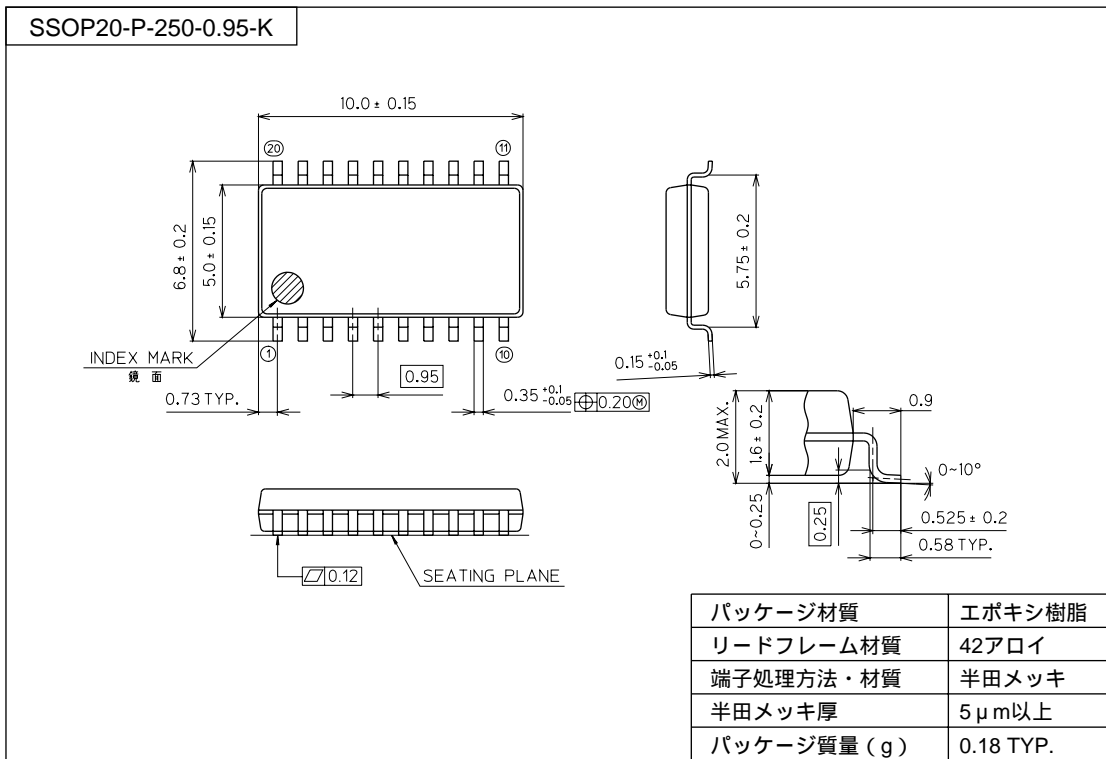 SSOP20-P-250-0.95-K
10.0 ± 0.15
⑳
⑪
6.8 ± 0.2
5.0 ± 0.15
5.75 ± 0.2
INDEX MARK
鏡 面
①
⑩
0.73 TYP.
0.95
0.35 +0.1 -0.05
0.20Ⓜ
0.15 +0.1 -0.05
2.0 MAX.
1.6 ± 0.2
0.9
0~10°
0~0.25
0.25
0.525 ± 0.2
0.58 TYP.
0.12
SEATING PLANE
パッケージ材質 エポキシ樹脂
リードフレーム材質 42アロイ
端子処理方法・材質 半田メッキ
半田メッキ厚 5μm以上
パッケージ質量(g) 0.18 TYP.